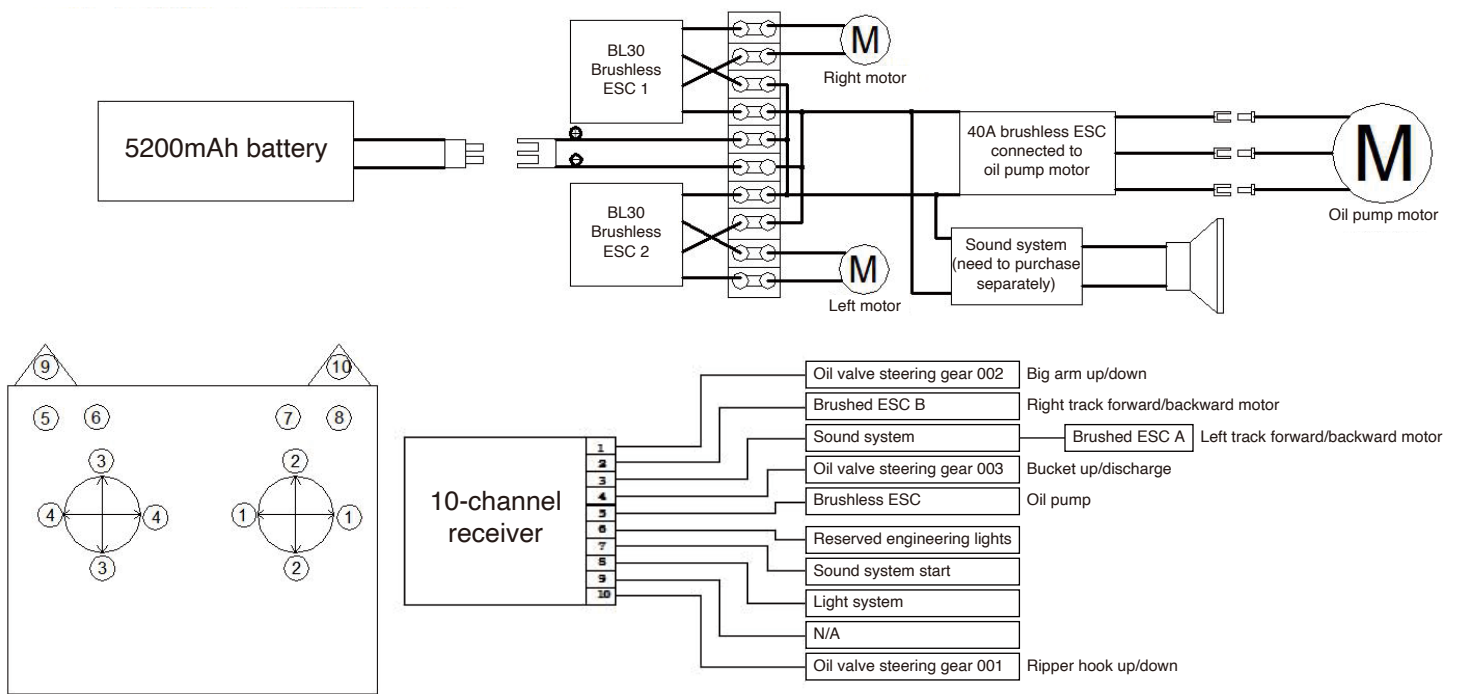 BL30
Brushless
ESC 1
M
Right motor
5200mAh battery
40A brushless ESC
connected to
oil pump motor
M
Oil pump motor
BL30
Brushless
ESC 2
M
Left motor
Sound system
(need to purchase
separately)
9
10
5
6
7
8
3
2
4
4
1
1
3
2
10-channel
receiver
1
2
3
4
5
6
7
8
9
10
Oil valve steering gear 002 Big arm up/down
Brushed ESC B Right track forward/backward motor
Sound system Brushed ESC A Left track forward/backward motor
Oil valve steering gear 003 Bucket up/discharge
Brushless ESC Oil pump
Reserved engineering lights
Sound system start
Light system
N/A
Oil valve steering gear 001 Ripper hook up/down